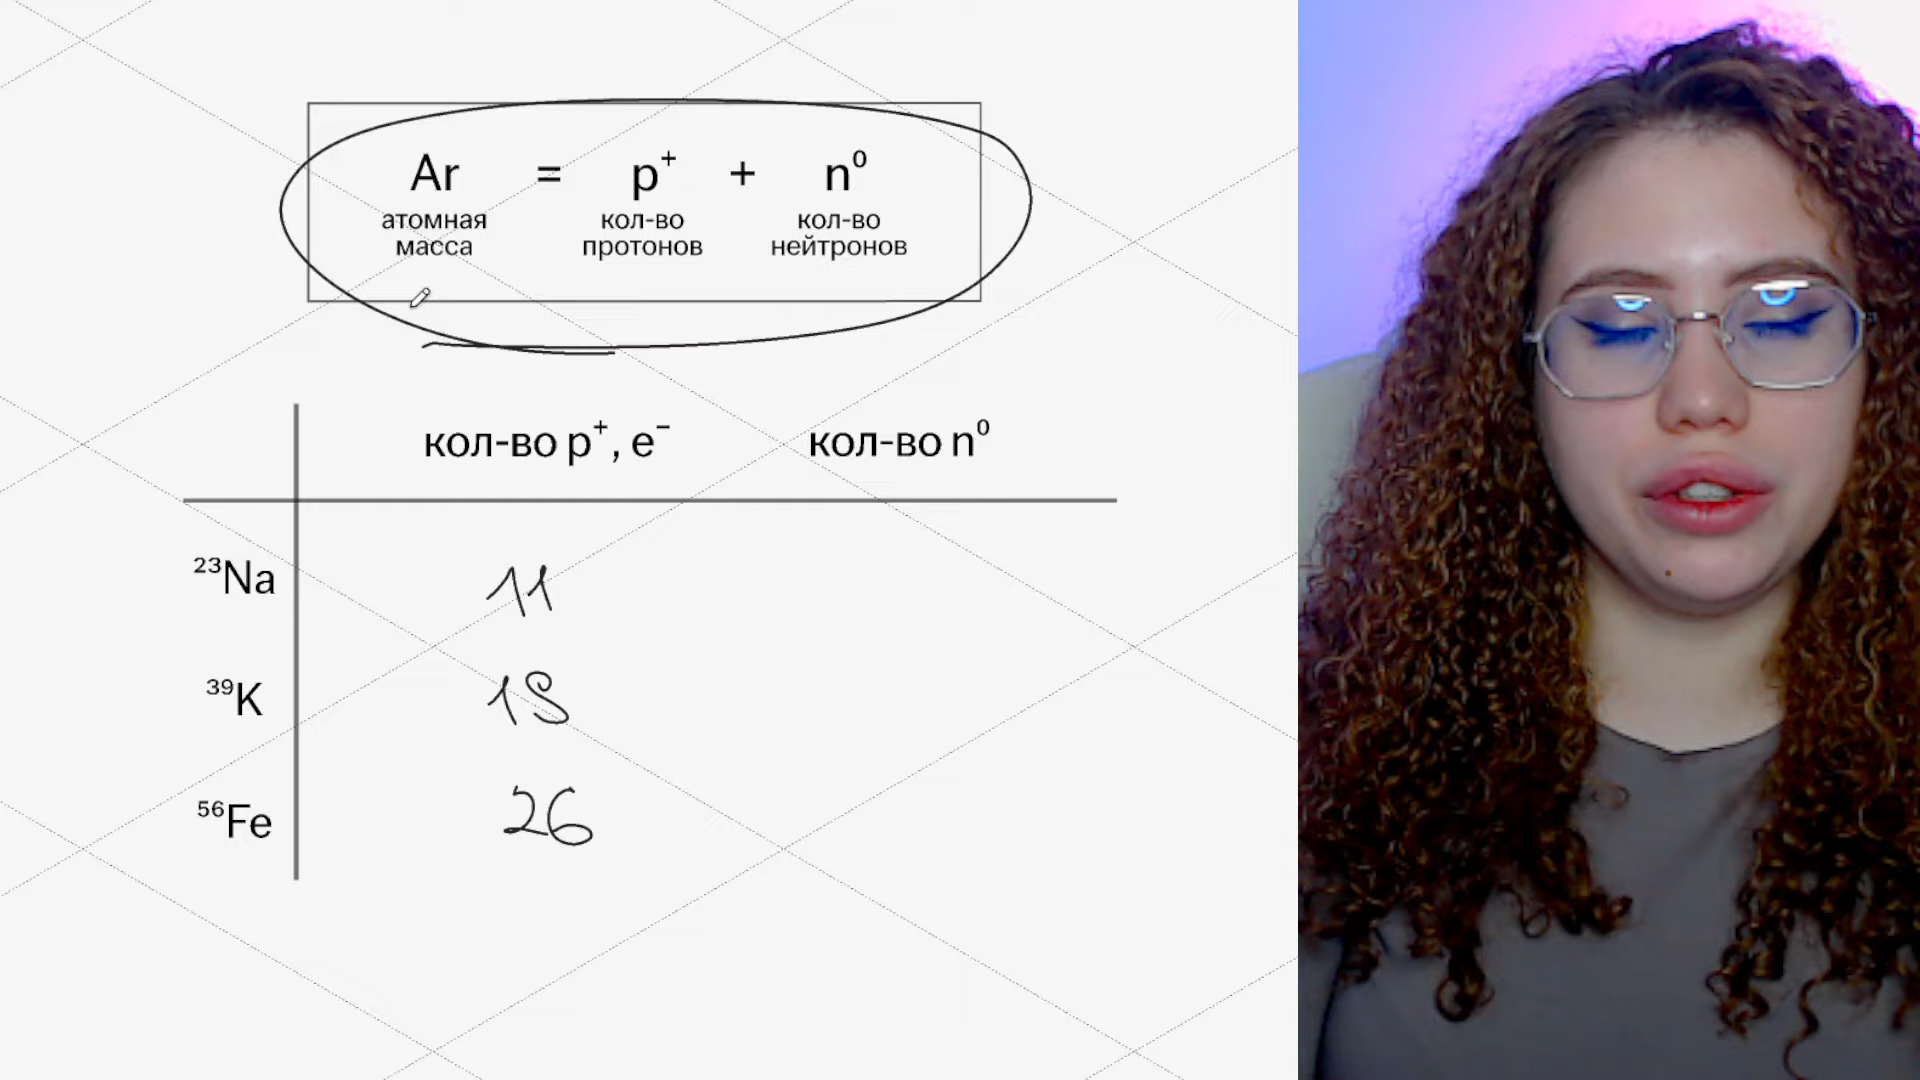 Ar = p⁺ + n⁰
атомная масса кол-во протонов кол-во нейтронов
кол-во p⁺, e⁻ кол-во n⁰
²³Na 11
³⁹K 19
⁵⁶Fe 26